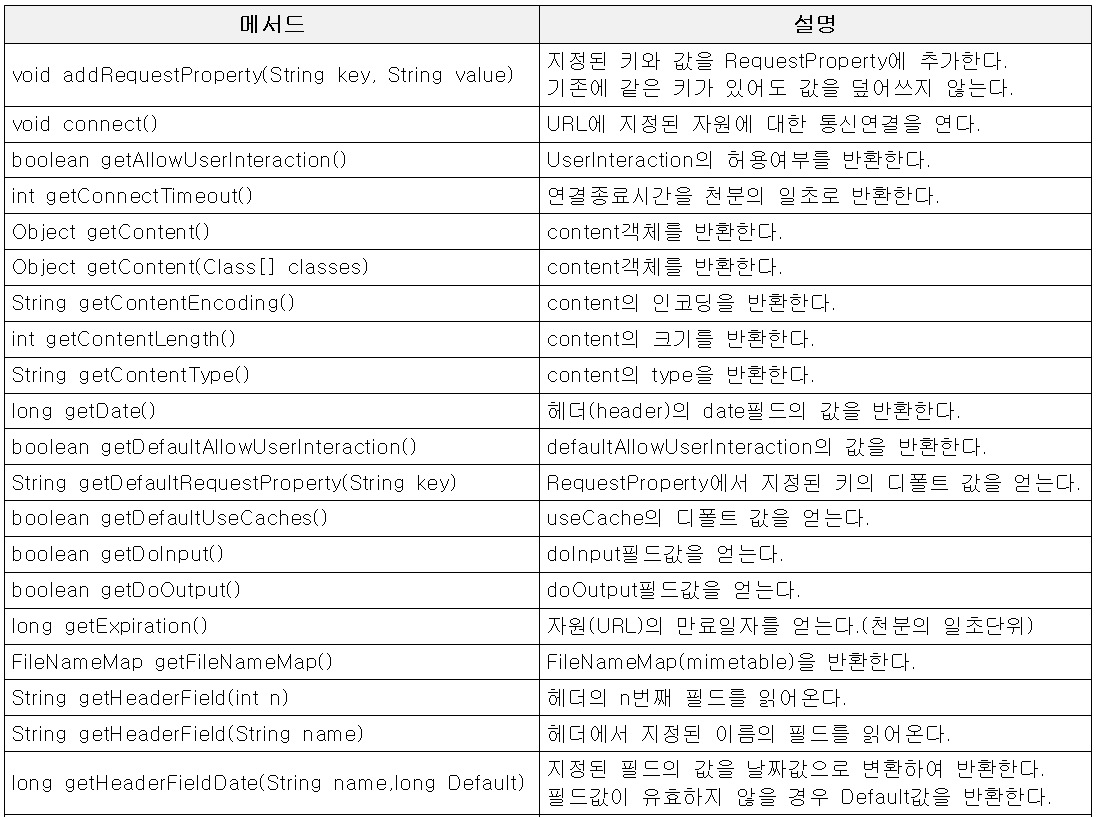 메서드 설명
void addRequestProperty(String key, String value) 지정된 키와 값을 RequestProperty에 추가한다.
기존에 같은 키가 있어도 값을 덮어쓰지 않는다.
void connect() URL에 지정된 자원에 대한 통신연결을 연다.
boolean getAllowUserInteraction() UserInteraction의 허용여부를 반환한다.
int getConnectTimeout() 연결종료시간을 천분의 일초로 반환한다.
Object getContent() content객체를 반환한다.
Object getContent(Class[] classes) content객체를 반환한다.
String getContentEncoding() content의 인코딩을 반환한다.
int getContentLength() content의 크기를 반환한다.
String getContentType() content의 type을 반환한다.
long getDate() 헤더(header)의 date필드의 값을 반환한다.
boolean getDefaultAllowUserInteraction() defaultAllowUserInteraction의 값을 반환한다.
String getDefaultRequestProperty(String key) RequestProperty에서 지정된 키의 디폴트 값을 얻는다.
boolean getDefaultUseCaches() useCache의 디폴트 값을 얻는다.
boolean getDoInput() doInput필드값을 얻는다.
boolean getDoOutput() doOutput필드값을 얻는다.
long getExpiration() 자원(URL)의 만료일자를 얻는다.(천분의 일초단위)
FileNameMap getFileNameMap() FileNameMap(mimetable)을 반환한다.
String getHeaderField(int n) 헤더의 n번째 필드를 읽어온다.
String getHeaderField(String name) 헤더에서 지정된 이름의 필드를 읽어온다.
long getHeaderFieldDate(String name,long Default) 지정된 필드의 값을 날짜값으로 변환하여 반환한다.
필드값이 유효하지 않을 경우 Default값을 반환한다.